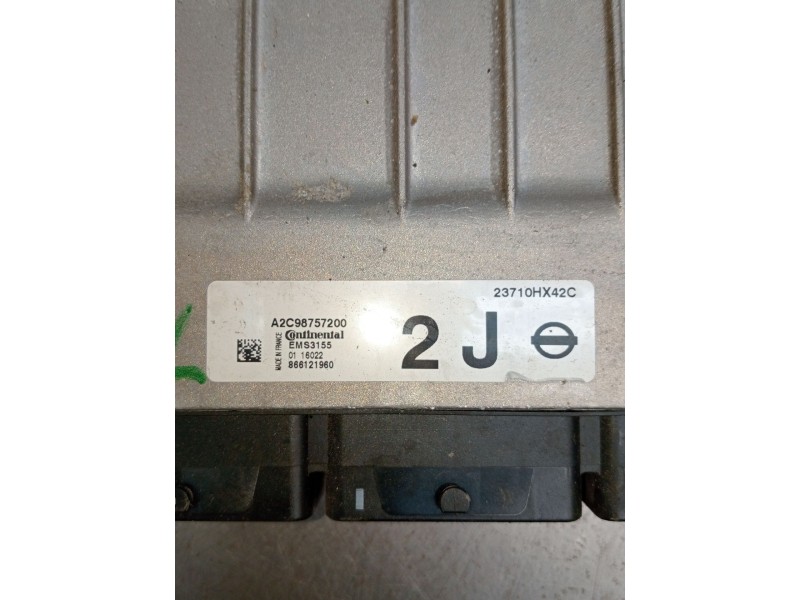 23710HX42C
A2C98757200
Continental
EMS3155
01 16022
866121960
MADE IN FRANCE
2 J